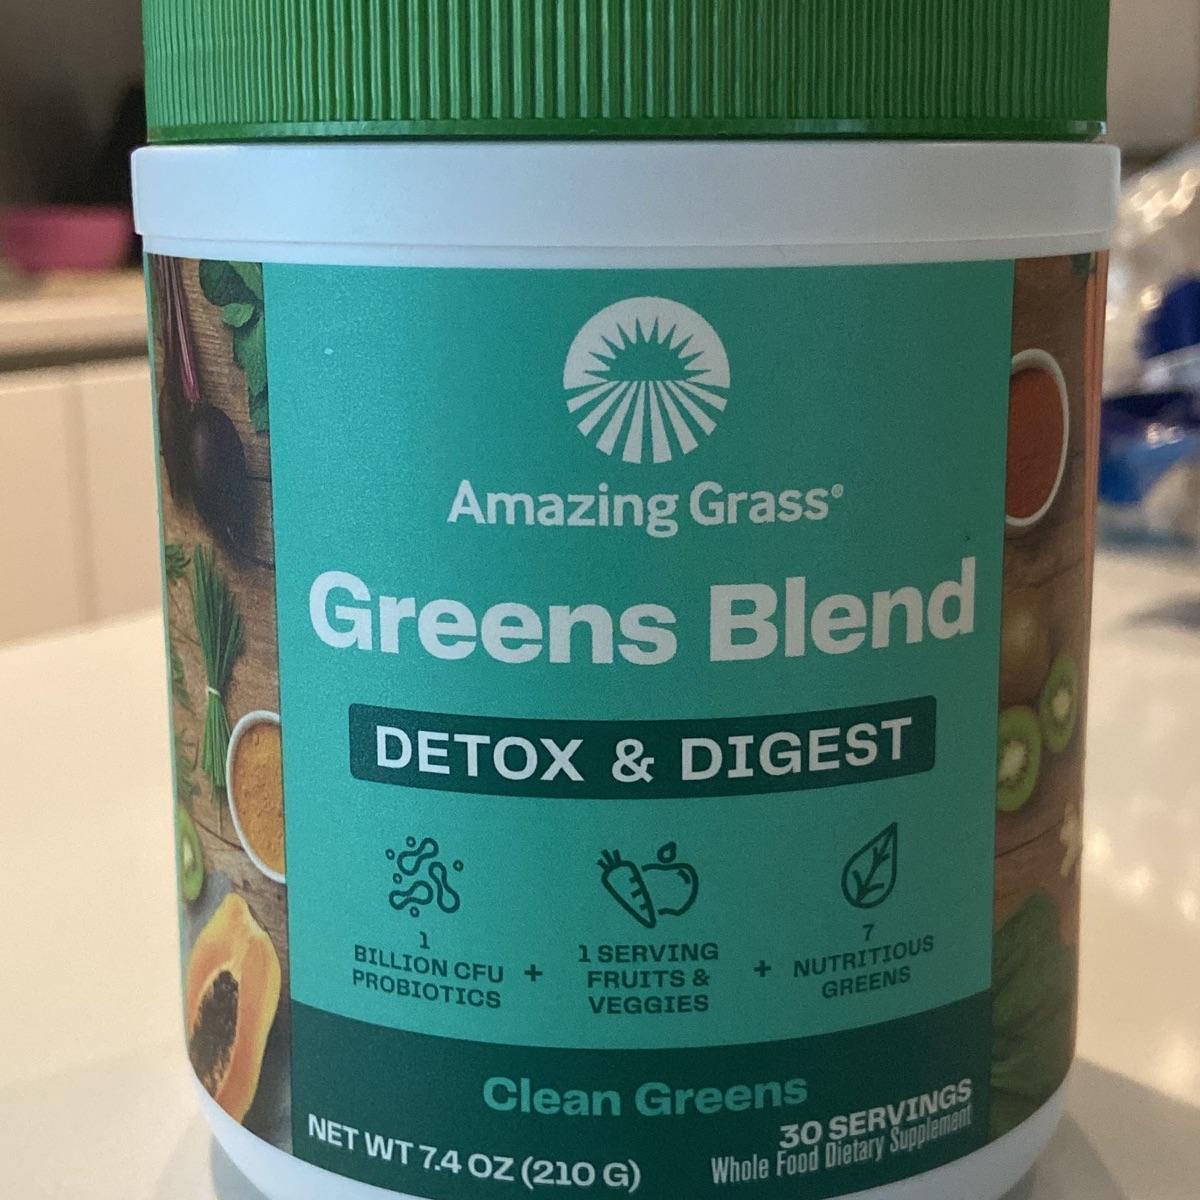 Amazing Grass®
Greens Blend
DETOX & DIGEST
1
BILLION CFU
PROBIOTICS
+
1 SERVING
FRUITS &
VEGGIES
+
7
NUTRITIOUS
GREENS
Clean Greens
NET WT 7.4 OZ (210 G)
30 SERVINGS
Whole Food Dietary Supplement